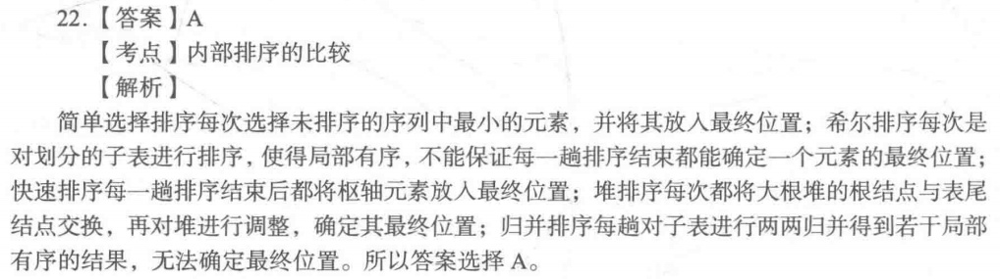 22.【答案】A
【考点】内部排序的比较
【解析】
简单选择排序每次选择未排序的序列中最小的元素，并将其放入最终位置；希尔排序每次是
对划分的子表进行排序，使得局部有序，不能保证每一趟排序结束都能确定一个元素的最终位置；
快速排序每一趟排序结束后都将枢轴元素放入最终位置；堆排序每次都将大根堆的根结点与表尾
结点交换，再对堆进行调整，确定其最终位置；归并排序每趟对子表进行两两归并得到若干局部
有序的结果，无法确定最终位置。所以答案选择 A。